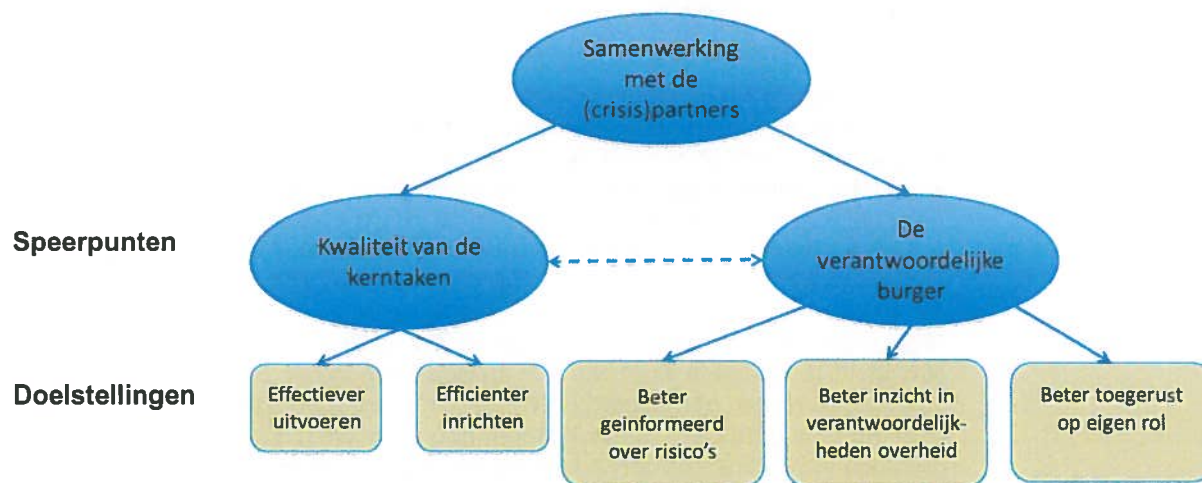 Samenwerking
met de
(crisis)partners
Speerpunten
Kwaliteit van de
kerntaken
De
verantwoordelijke
burger
Doelstellingen
Effectiever
uitvoeren
Efficienter
inrichten
Beter
geinformeerd
over risico's
Beter inzicht in
verantwoordelijk-
heden overheid
Beter toegerust
op eigen rol